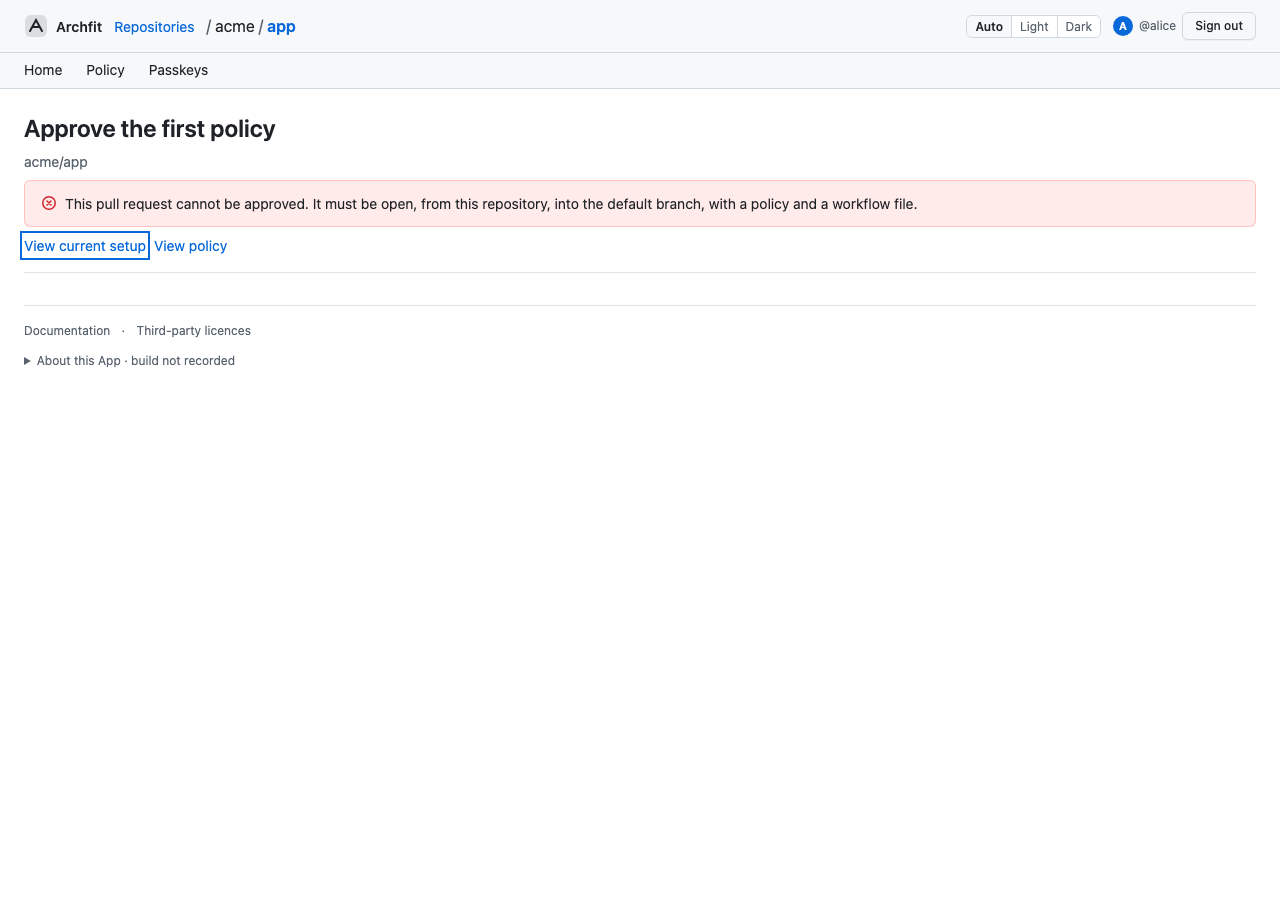 Archfit Repositories / acme / app Auto Light Dark A @alice Sign out
Home Policy Passkeys
Approve the first policy
acme/app
This pull request cannot be approved. It must be open, from this repository, into the default branch, with a policy and a workflow file.
View current setup View policy
Documentation · Third-party licences
About this App · build not recorded